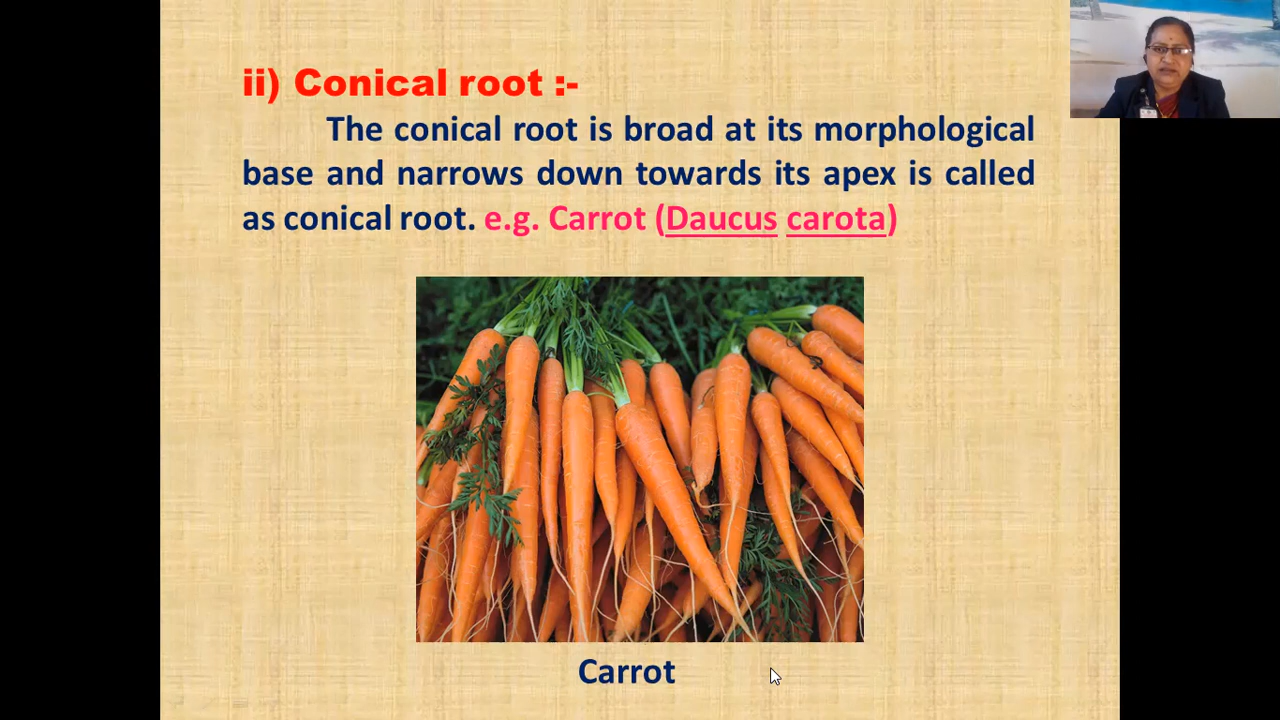 ii) Conical root :-
The conical root is broad at its morphological
base and narrows down towards its apex is called
as conical root. e.g. Carrot (Daucus carota)
Carrot